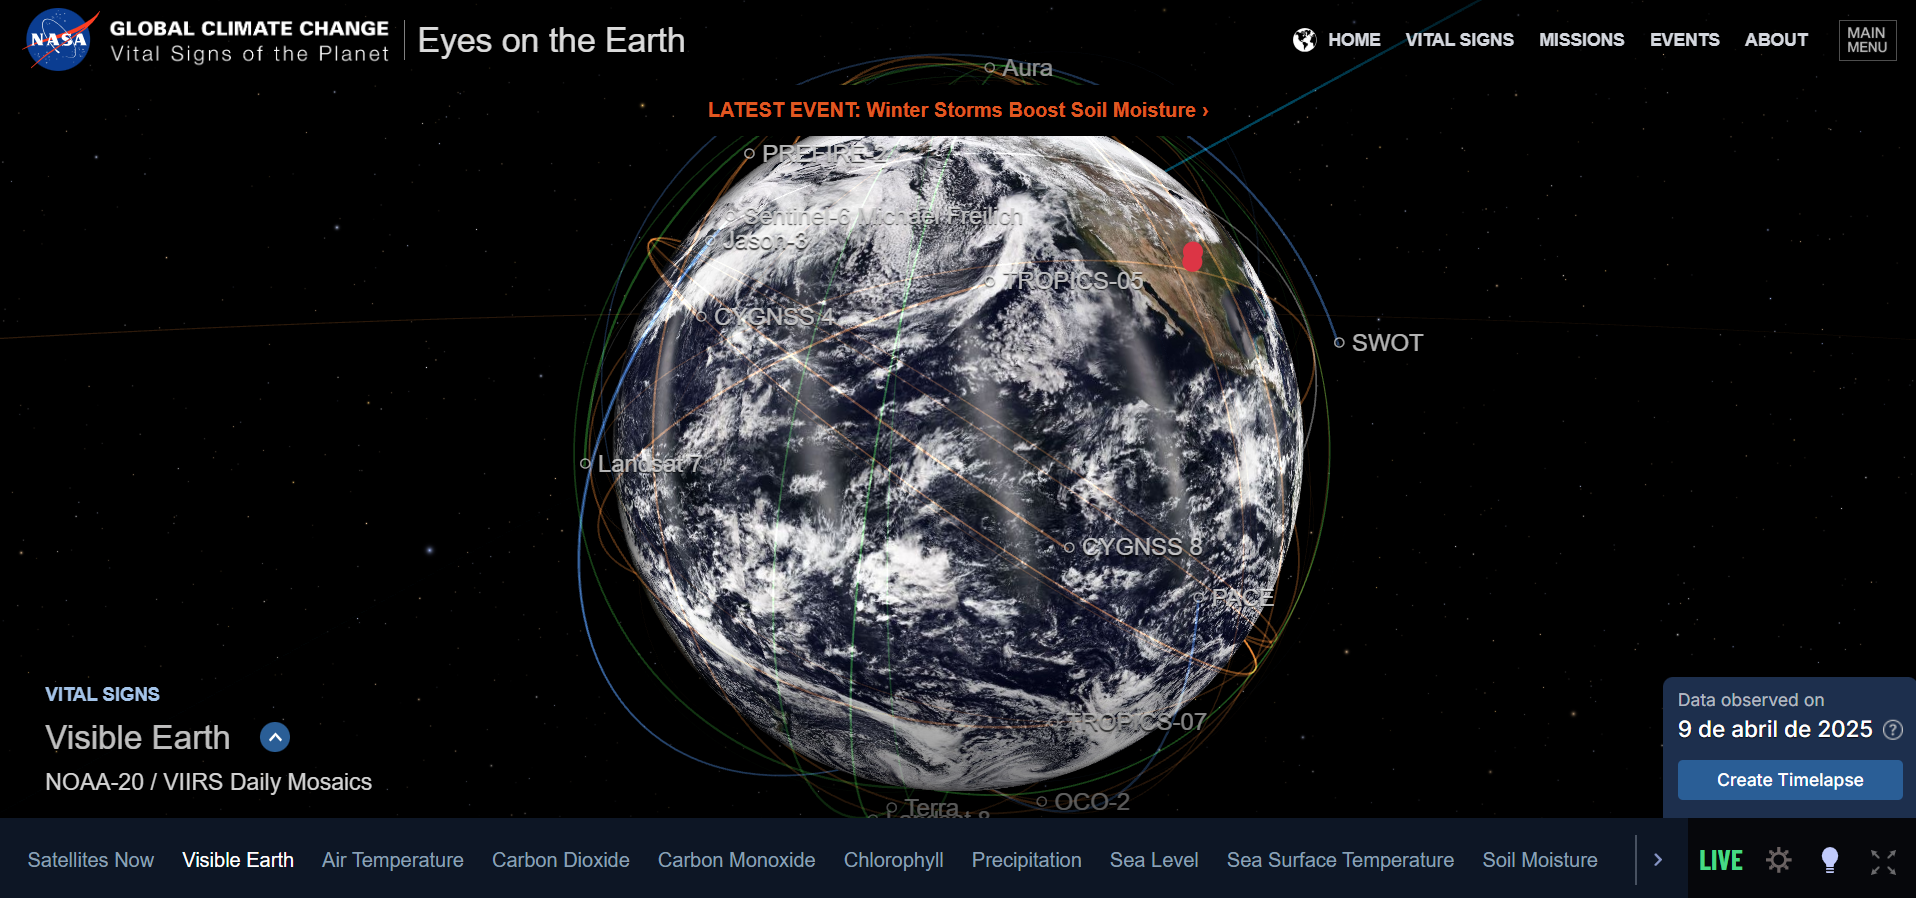 NASA
GLOBAL CLIMATE CHANGE
Vital Signs of the Planet
Eyes on the Earth
HOME
VITAL SIGNS
MISSIONS
EVENTS
ABOUT
MAIN
MENU
Aura
LATEST EVENT: Winter Storms Boost Soil Moisture ›
PREFIRE-2
Sentinel-6 Michael Freilich
Jason-3
TROPICS-05
CYGNSS 4
SWOT
Landsat 7
CYGNSS 8
PACE
VITAL SIGNS
Visible Earth
NOAA-20 / VIIRS Daily Mosaics
TROPICS-07
OCO-2
Terra
Landsat 8
Data observed on
9 de abril de 2025 ?
Create Timelapse
Satellites Now
Visible Earth
Air Temperature
Carbon Dioxide
Carbon Monoxide
Chlorophyll
Precipitation
Sea Level
Sea Surface Temperature
Soil Moisture
LIVE